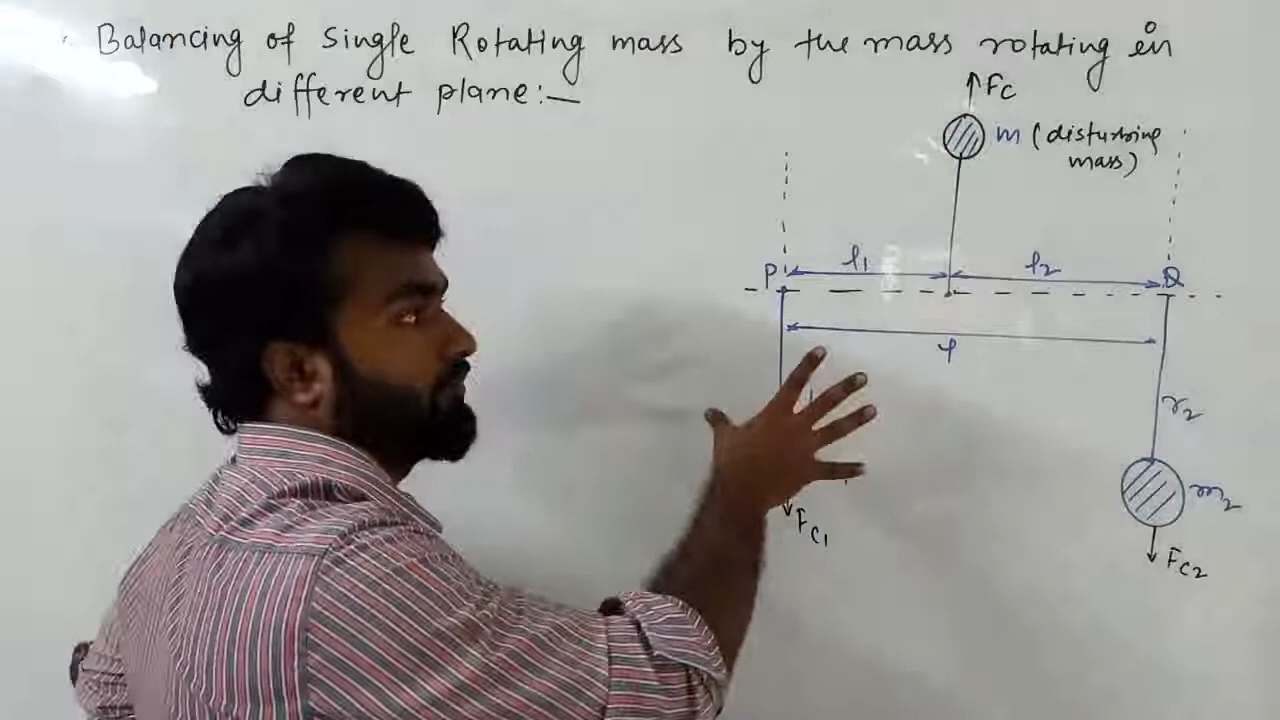 Balancing of Single Rotating mass by the mass rotating in
different plane:—
Fc
m (disturbing
mass)
P l1 l2 Q
l
r2
m2
Fc1
Fc2